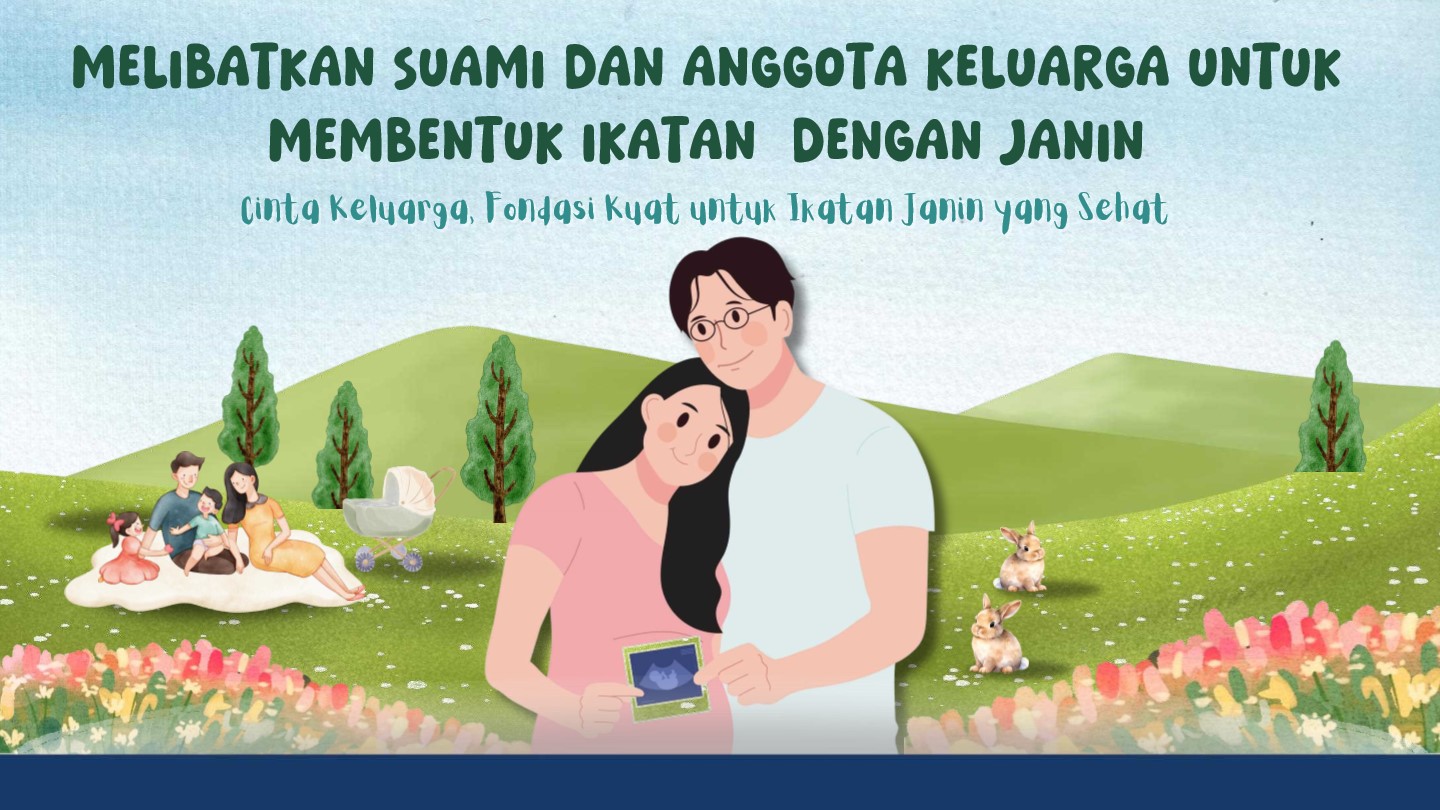 MELIBATKAN SUAMI DAN ANGGOTA KELUARGA UNTUK
MEMBENTUK IKATAN DENGAN JANIN
Cinta Keluarga, Fondasi Kuat untuk Ikatan Janin yang Sehat